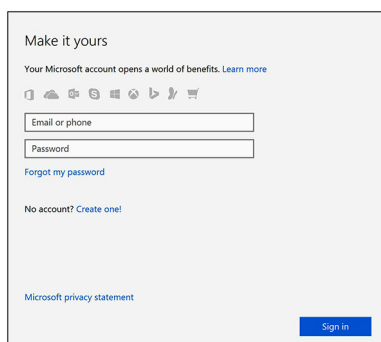 Make it yours
Your Microsoft account opens a world of benefits. Learn more
Email or phone
Password
Forgot my password
No account? Create one!
Microsoft privacy statement
Sign in